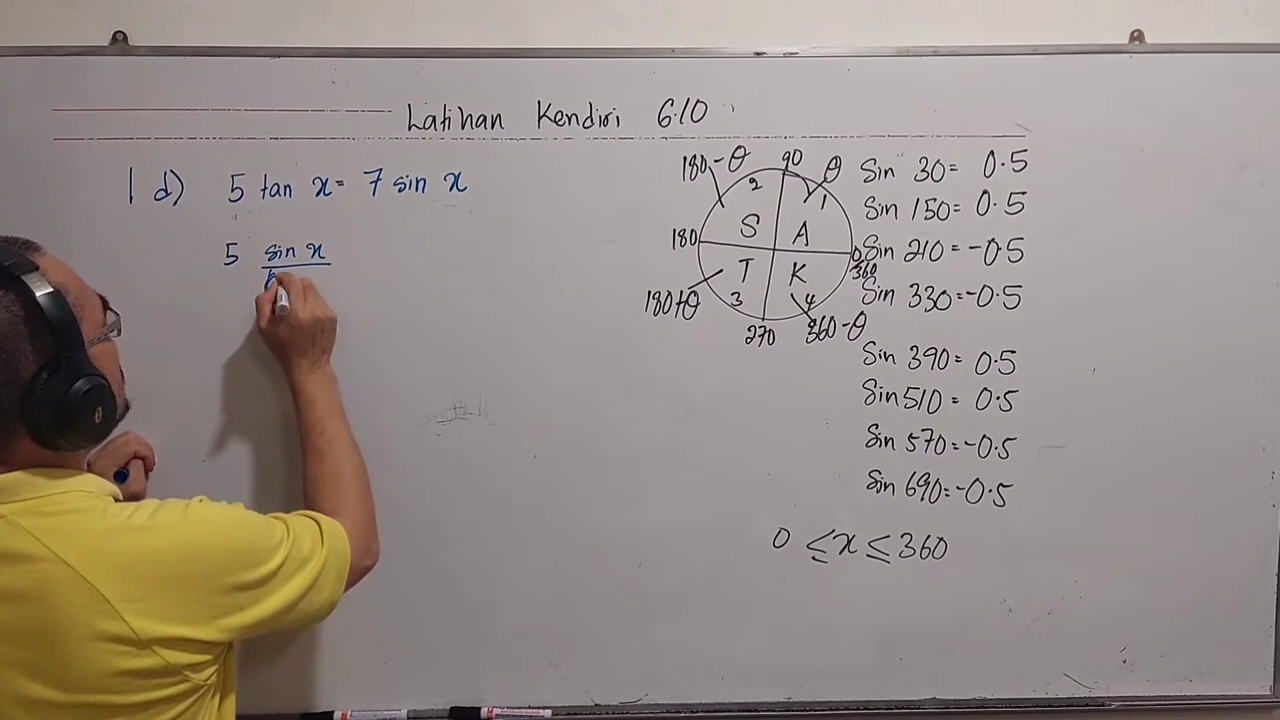 Latihan Kendiri 6.10
1 d) 5 tan x = 7 sin x
5 sin x
180-θ
90
θ
2
1
S
A
180
0
360
T
K
3
4
180+θ
270
360-θ
Sin 30 = 0.5
Sin 150 = 0.5
Sin 210 = -0.5
Sin 330 = -0.5
Sin 390 = 0.5
Sin 510 = 0.5
Sin 570 = -0.5
Sin 690 = -0.5
0 ≤ x ≤ 360